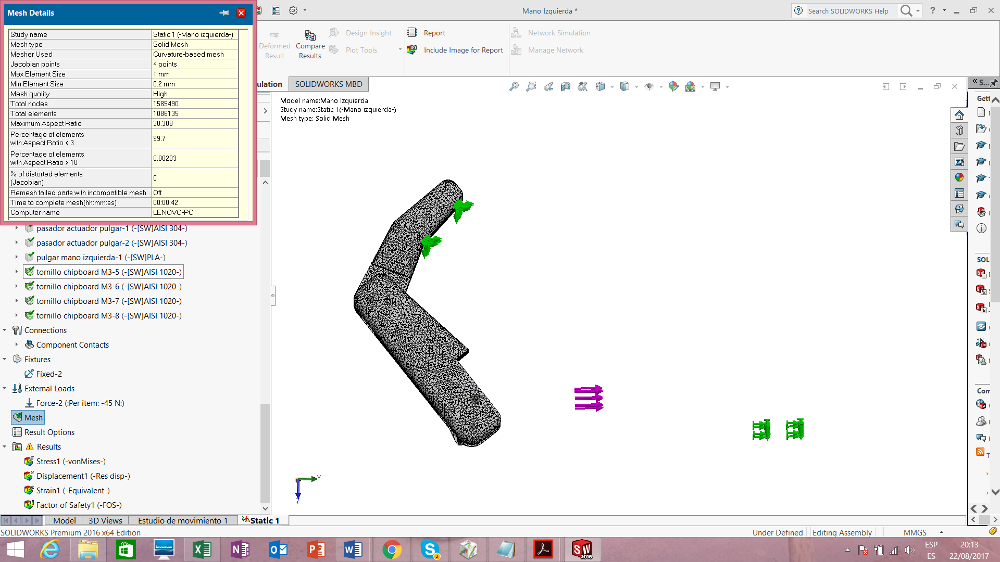 Mesh Details
Study name Static 1 (-Mano izquierda-)
Mesh type Solid Mesh
Mesher Used Curvature-based mesh
Jacobian points 4 points
Max Element Size 1 mm
Min Element Size 0.2 mm
Mesh quality High
Total nodes 1585490
Total elements 1086135
Maximum Aspect Ratio 30.308
Percentage of elements
with Aspect Ratio < 3 99.7
Percentage of elements
with Aspect Ratio > 10 0.00203
% of distorted elements
(Jacobian) 0
Remesh failed parts with incompatible mesh Off
Time to complete mesh(hh:mm:ss) 00:00:42
Computer name LENOVO-PC
Mano Izquierda *
Search SOLIDWORKS Help
Deformed
Result
Compare
Results
Design Insight
Plot Tools
Report
Include Image for Report
Network Simulation
Manage Network
ulation
SOLIDWORKS MBD
Model name:Mano Izquierda
Study name:Static 1(-Mano izquierda-)
Mesh type: Solid Mesh
pasador actuador pulgar-1 (-[SW]AISI 304-)
pasador actuador pulgar-2 (-[SW]AISI 304-)
pulgar mano izquierda-1 (-[SW]PLA-)
tornillo chipboard M3-5 (-[SW]AISI 1020-)
tornillo chipboard M3-6 (-[SW]AISI 1020-)
tornillo chipboard M3-7 (-[SW]AISI 1020-)
tornillo chipboard M3-8 (-[SW]AISI 1020-)
Connections
Component Contacts
Fixtures
Fixed-2
External Loads
Force-2 (:Per item: -45 N:)
Mesh
Result Options
Results
Stress1 (-vonMises-)
Displacement1 (-Res disp-)
Strain1 (-Equivalent-)
Factor of Safety1 (-FOS-)
Y
Z
S...
Gett
SOL
Com
T
Model
3D Views
Estudio de movimiento 1
Static 1
SOLIDWORKS Premium 2016 x64 Edition
Under Defined
Editing Assembly
MMGS
ESP
ES
20:13
22/08/2017